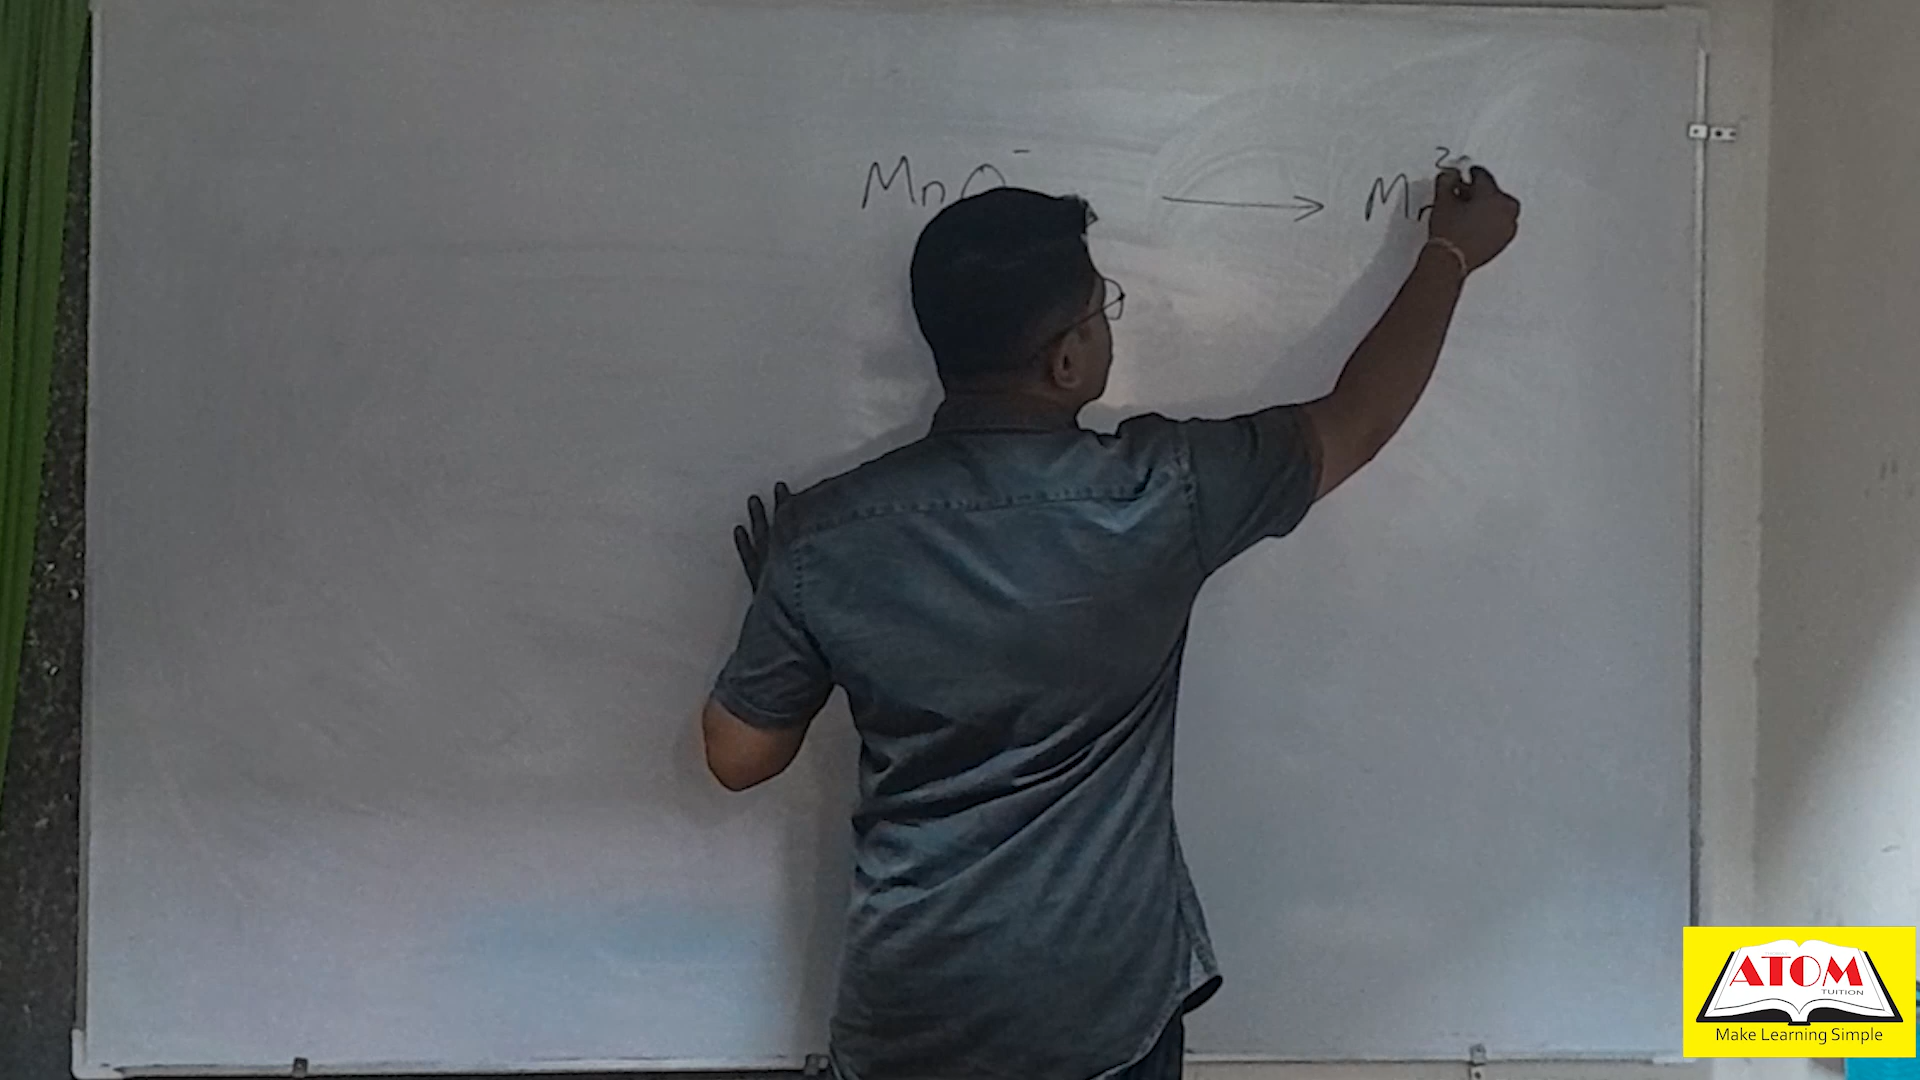 MnO⁻ → Mn²
ATOM
TUITION
Make Learning Simple